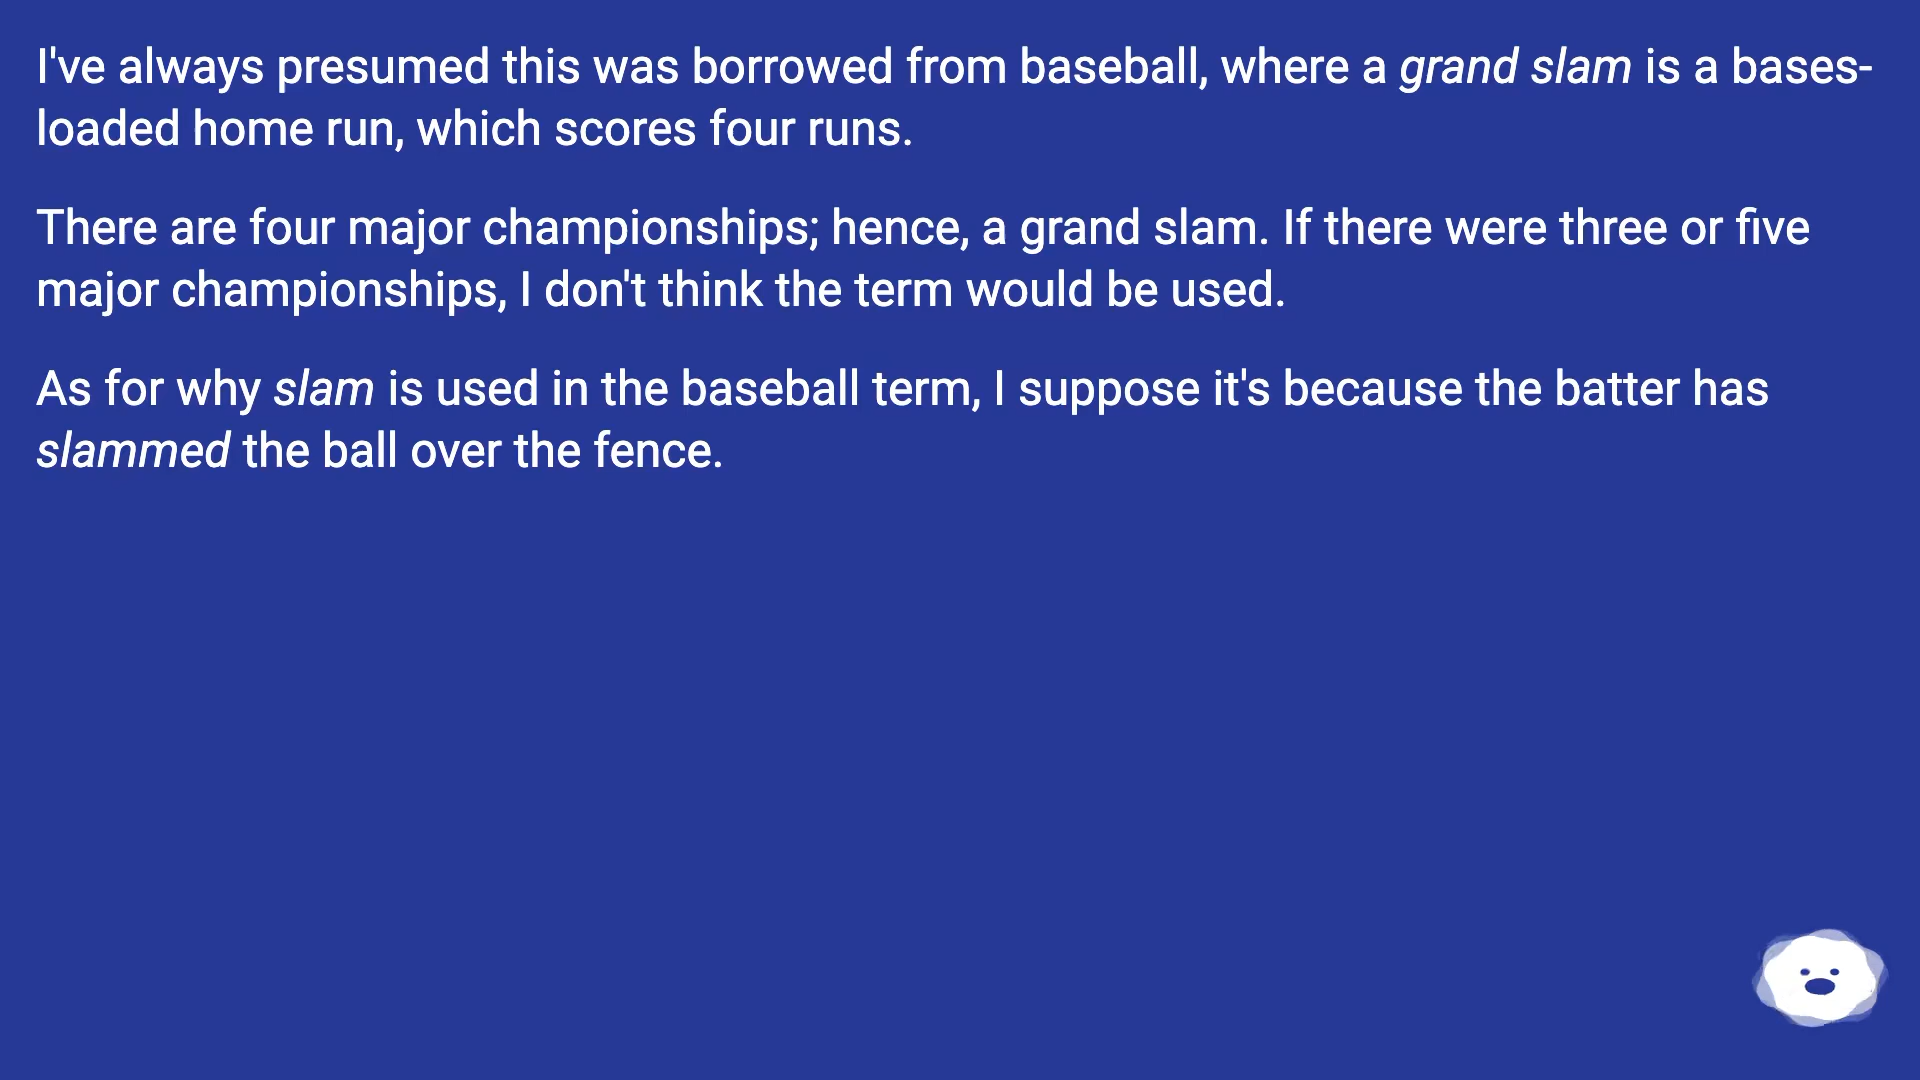 I've always presumed this was borrowed from baseball, where a grand slam is a bases-
loaded home run, which scores four runs.
There are four major championships; hence, a grand slam. If there were three or five
major championships, I don't think the term would be used.
As for why slam is used in the baseball term, I suppose it's because the batter has
slammed the ball over the fence.